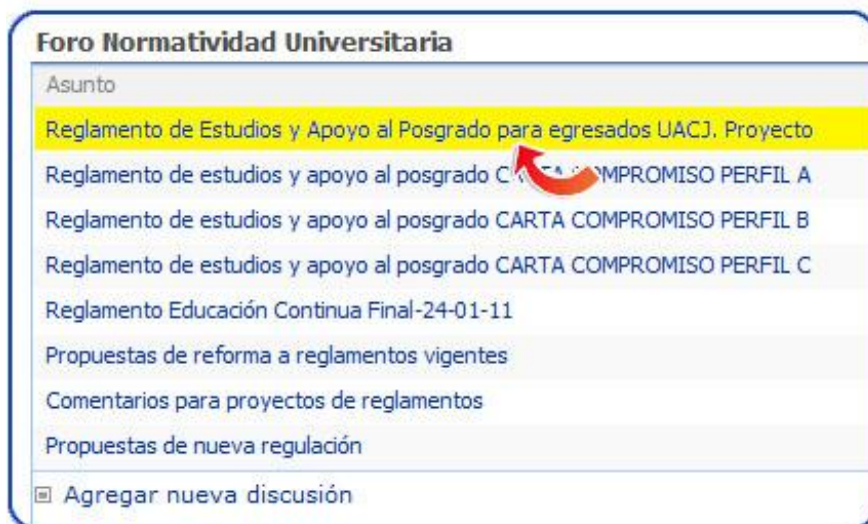 Foro Normatividad Universitaria
Asunto
Reglamento de Estudios y Apoyo al Posgrado para egresados UACJ. Proyecto
Reglamento de estudios y apoyo al posgrado CARTA COMPROMISO PERFIL A
Reglamento de estudios y apoyo al posgrado CARTA COMPROMISO PERFIL B
Reglamento de estudios y apoyo al posgrado CARTA COMPROMISO PERFIL C
Reglamento Educación Continua Final-24-01-11
Propuestas de reforma a reglamentos vigentes
Comentarios para proyectos de reglamentos
Propuestas de nueva regulación
Agregar nueva discusión